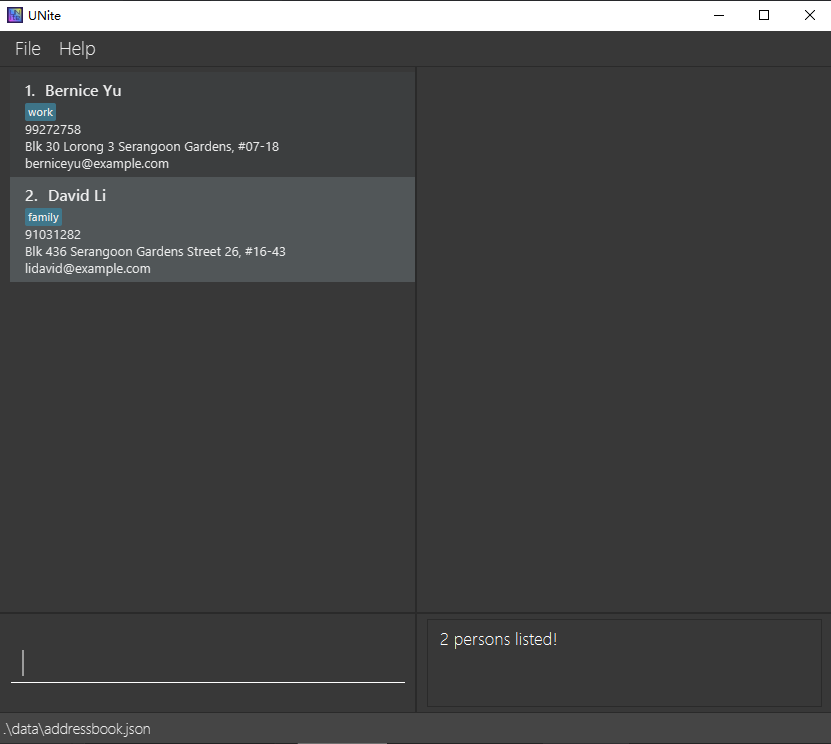 UNite
File Help
1. Bernice Yu
work
99272758
Blk 30 Lorong 3 Serangoon Gardens, #07-18
berniceyu@example.com
2. David Li
family
91031282
Blk 436 Serangoon Gardens Street 26, #16-43
lidavid@example.com
2 persons listed!
.\data\addressbook.json